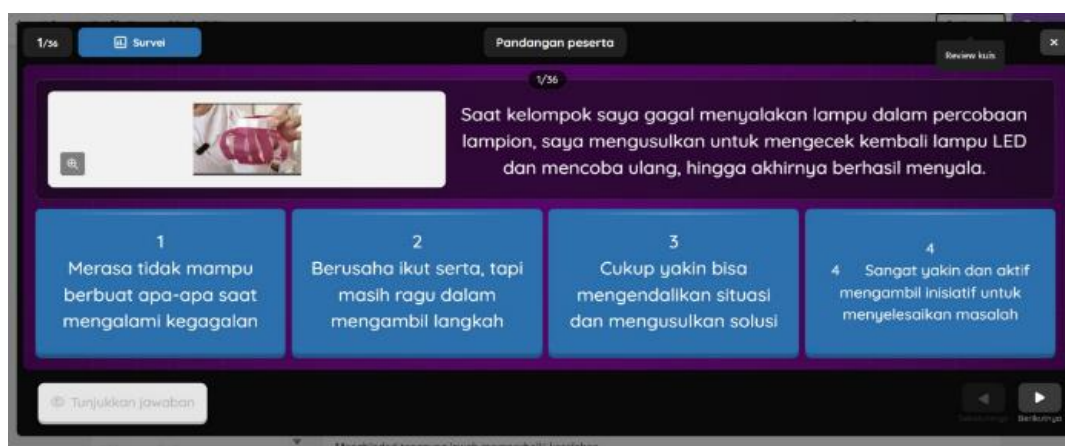 1/36
Survei
Pandangan peserta
Review kuis
1/36
Saat kelompok saya gagal menyalakan lampu dalam percobaan
lampion, saya mengusulkan untuk mengecek kembali lampu LED
dan mencoba ulang, hingga akhirnya berhasil menyala.
1
Merasa tidak mampu
berbuat apa-apa saat
mengalami kegagalan
2
Berusaha ikut serta, tapi
masih ragu dalam
mengambil langkah
3
Cukup yakin bisa
mengendalikan situasi
dan mengusulkan solusi
4
4 Sangat yakin dan aktif
mengambil inisiatif untuk
menyelesaikan masalah
Tunjukkan jawaban
Berikutnya